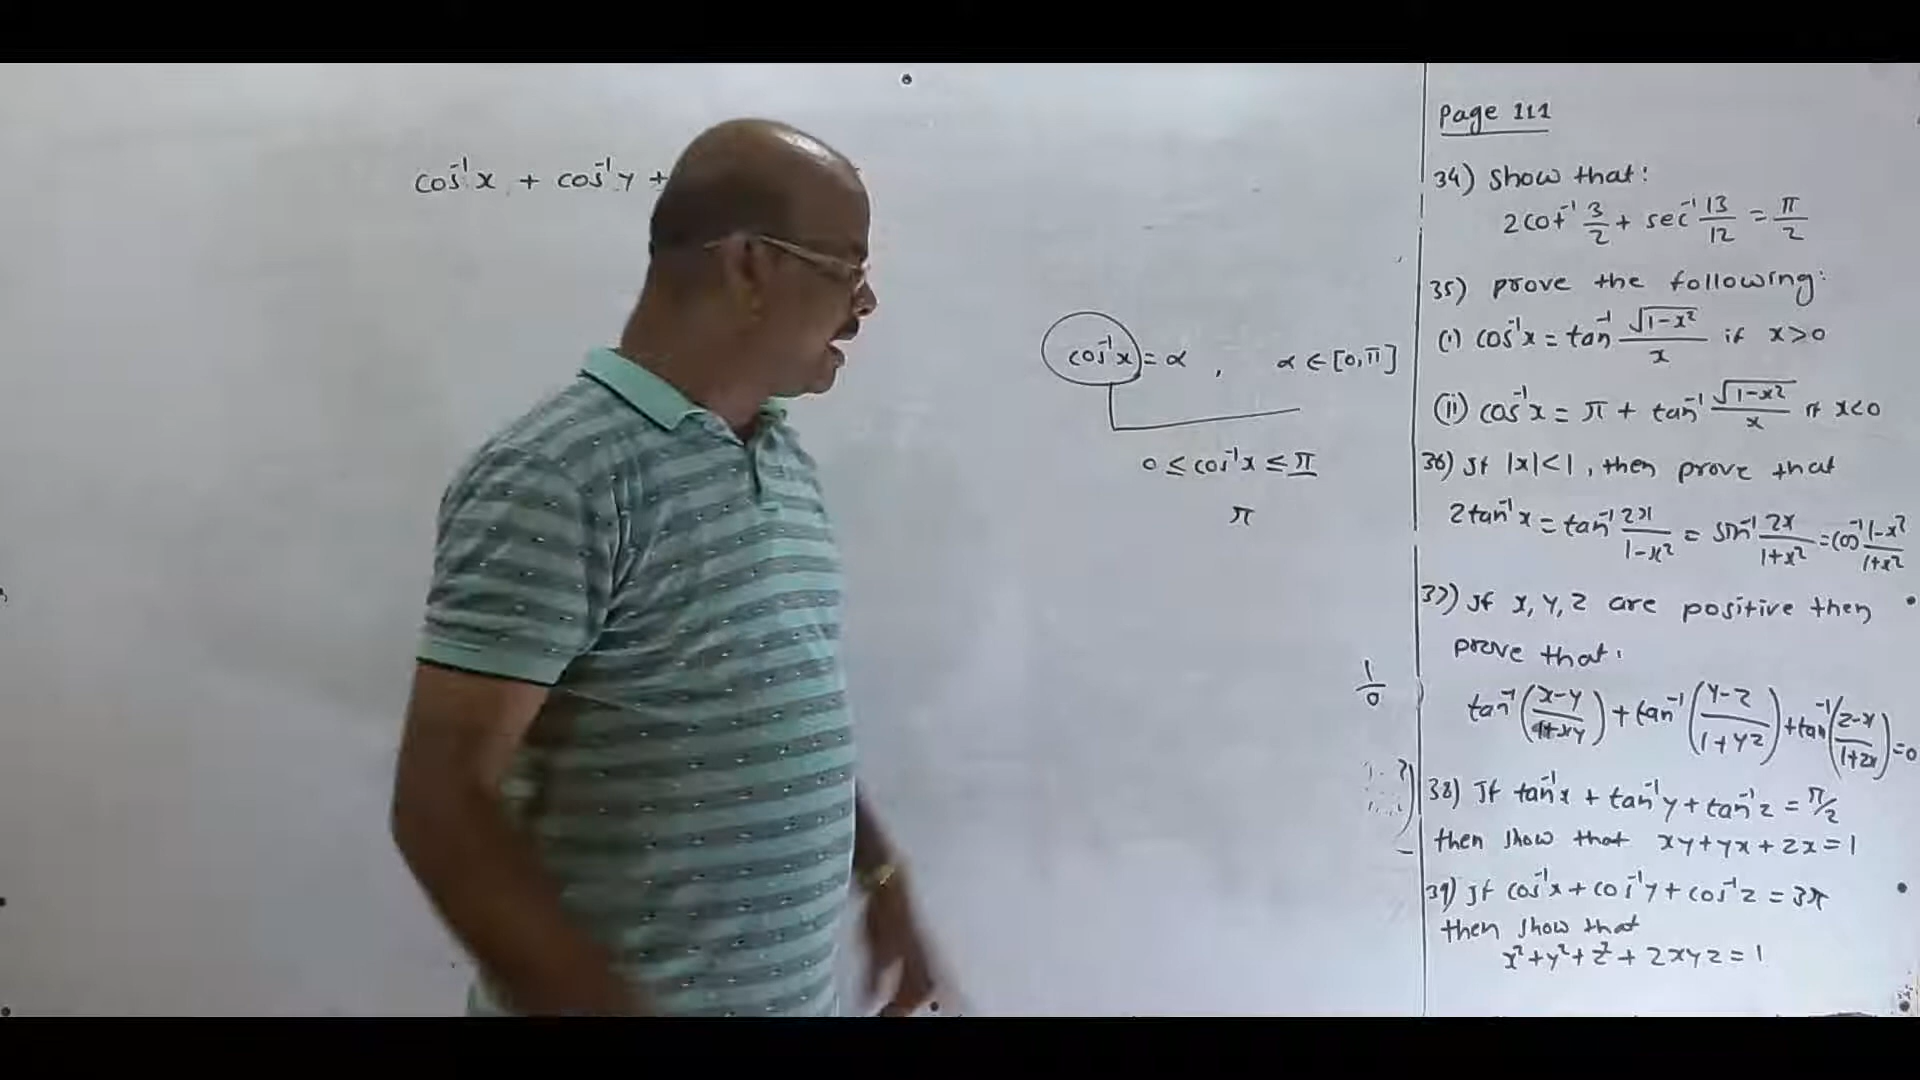 cos⁻¹x + cos⁻¹y +
cos⁻¹x = α , α ∈ [0,π]
0 ≤ cos⁻¹x ≤ π
π
1/0
Page 111
34) Show that:
2cot⁻¹ 3/2 + sec⁻¹ 13/12 = π/2
35) prove the following:
(i) cos⁻¹x = tan⁻¹ √(1-x²)/x if x>0
(ii) cos⁻¹x = π + tan⁻¹ √(1-x²)/x if x<0
36) If |x|<1, then prove that
2tan⁻¹x = tan⁻¹ 2x/1-x² = sin⁻¹ 2x/1+x² = cos⁻¹ 1-x²/1+x²
37) If x, y, z are positive then
prove that:
tan⁻¹(x-y/1+xy) + tan⁻¹(y-z/1+yz) + tan⁻¹(z-x/1+zx) = 0
38) If tan⁻¹x + tan⁻¹y + tan⁻¹z = π/2
then show that xy+yx+zx=1
39) If cos⁻¹x + cos⁻¹y + cos⁻¹z = 3π
then show that
x²+y²+z²+2xyz=1